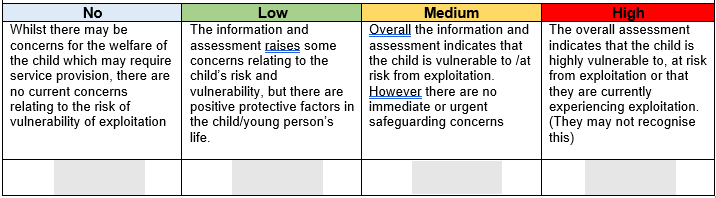 No
Whilst there may be
concerns for the welfare of
the child which may require
service provision, there are
no current concerns
relating to the risk of
vulnerability of exploitation
Low
The information and
assessment raises some
concerns relating to the
child's risk and
vulnerability, but there are
positive protective factors in
the child/young person's
life.
Medium
Overall the information and
assessment indicates that
the child is vulnerable to /at
risk from exploitation.
However there are no
immediate or urgent
safeguarding concerns
High
The overall assessment
indicates that the child is
highly vulnerable to, at risk
from exploitation or that
they are currently
experiencing exploitation.
(They may not recognise
this)